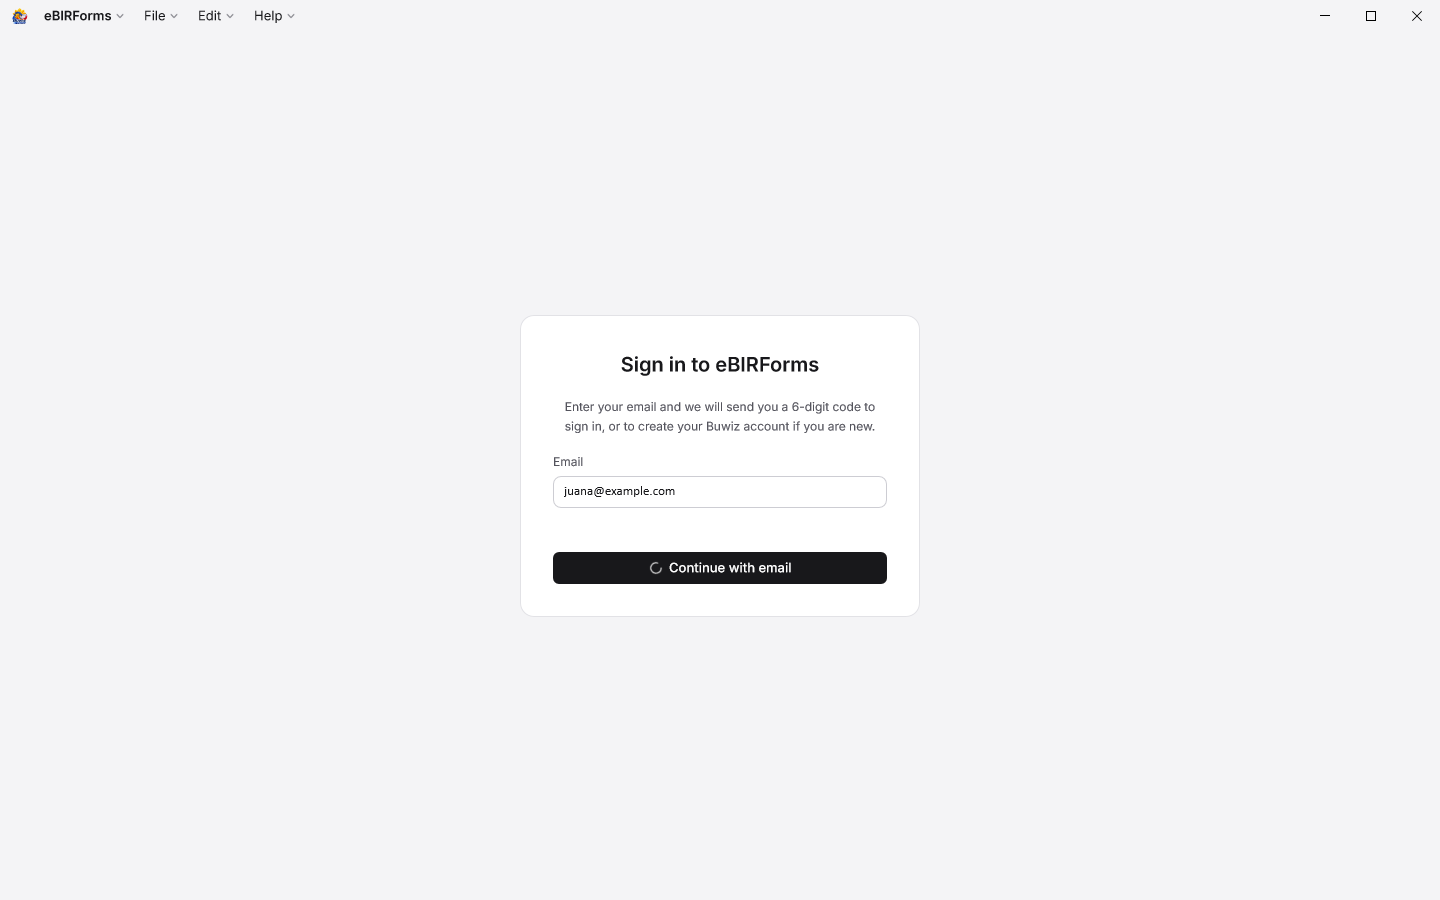 eBIRForms File Edit Help
Sign in to eBIRForms
Enter your email and we will send you a 6-digit code to
sign in, or to create your Buwiz account if you are new.
Email
juana@example.com
Continue with email